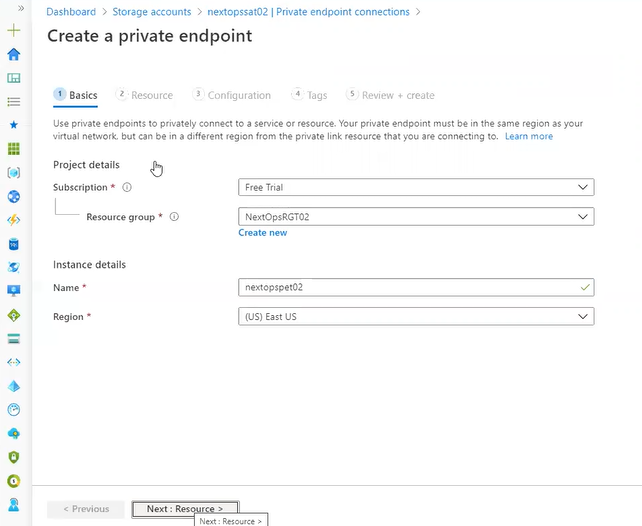 »
Dashboard > Storage accounts > nextopssat02 | Private endpoint connections >
Create a private endpoint
1 Basics 2 Resource 3 Configuration 4 Tags 5 Review + create
Use private endpoints to privately connect to a service or resource. Your private endpoint must be in the same region as your
virtual network, but can be in a different region from the private link resource that you are connecting to. Learn more
Project details
Subscription * Free Trial
Resource group * NextOpsRGT02
Create new
Instance details
Name * nextopspet02
Region * (US) East US
< Previous Next : Resource >
Next : Resource >